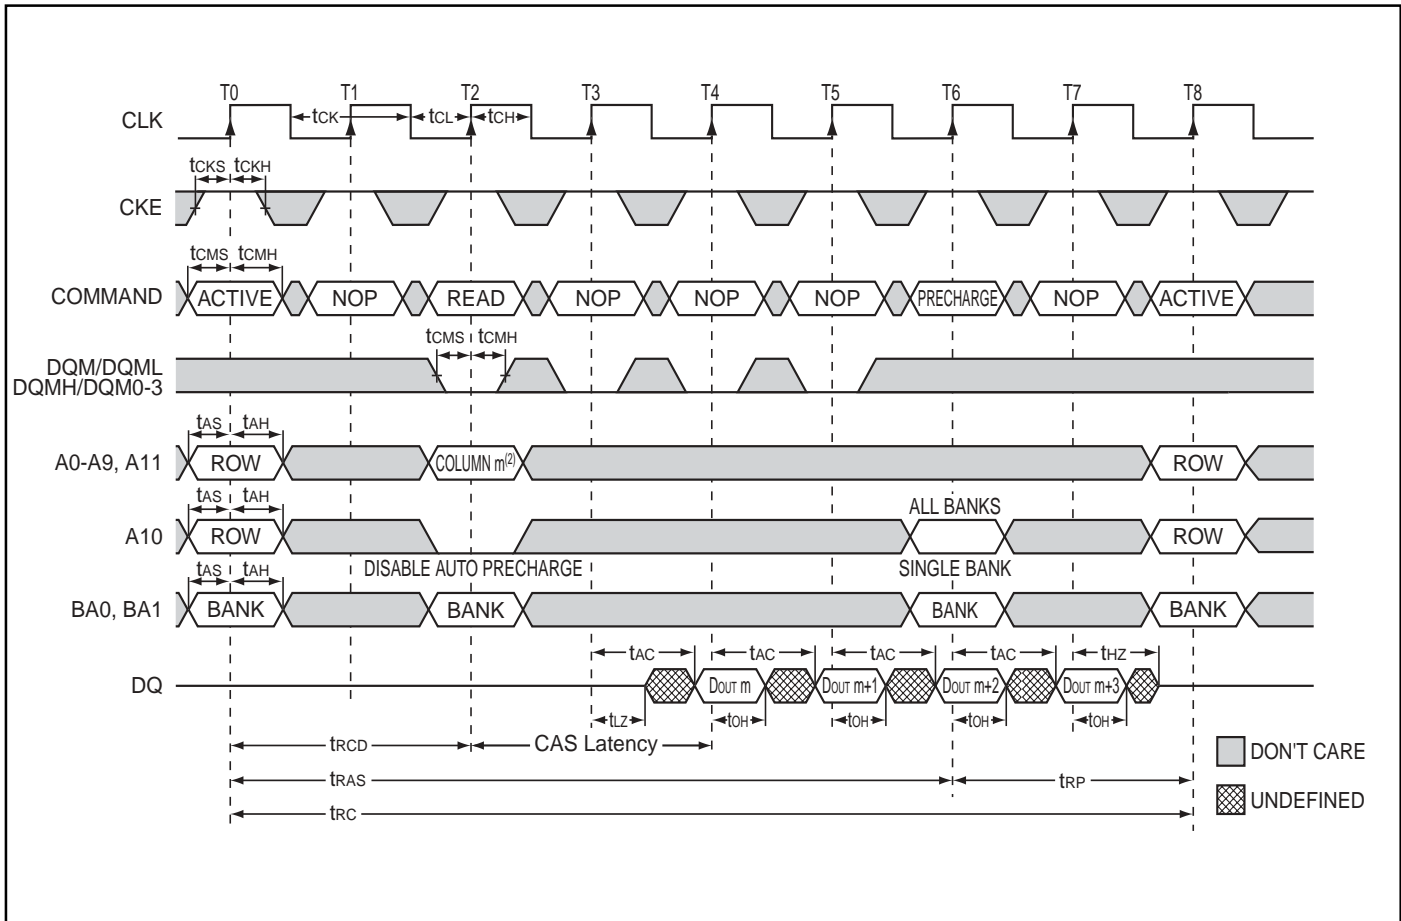 T0 T1 T2 T3 T4 T5 T6 T7 T8
CLK
tCK tCL tCH
tCKS tCKH
CKE
tCMS tCMH
COMMAND ACTIVE NOP READ NOP NOP NOP PRECHARGE NOP ACTIVE
tCMS tCMH
DQM/DQML
DQMH/DQM0-3
tAS tAH
A0-A9, A11 ROW COLUMN m(2) ROW
tAS tAH ALL BANKS
A10 ROW ROW
DISABLE AUTO PRECHARGE SINGLE BANK
tAS tAH
BA0, BA1 BANK BANK BANK BANK
tAC tAC tAC tAC tHZ
DQ DOUT m DOUT m+1 DOUT m+2 DOUT m+3
tLZ tOH tOH tOH tOH
tRCD CAS Latency
DON'T CARE
tRAS tRP
UNDEFINED
tRC